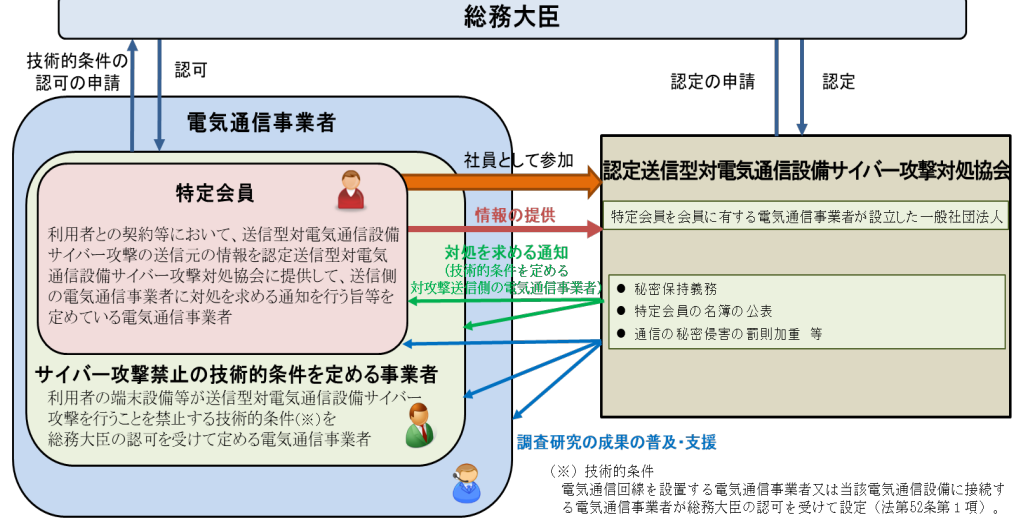 総務大臣
技術的条件の
認可の申請
認可
認定の申請
認定
電気通信事業者
社員として参加
認定送信型対電気通信設備サイバー攻撃対処協会
特定会員
情報の提供
特定会員を会員に有する電気通信事業者が設立した一般社団法人
利用者との契約等において、送信型対電気通信設備
サイバー攻撃の送信元の情報を認定送信型対電気
通信設備サイバー攻撃対処協会に提供して、送信側
の電気通信事業者に対処を求める通知を行う旨等を
定めている電気通信事業者
対処を求める通知
(技術的条件を定める
対攻撃送信側の電気通信事業者)
● 秘密保持義務
● 特定会員の名簿の公表
● 通信の秘密侵害の罰則加重 等
サイバー攻撃禁止の技術的条件を定める事業者
利用者の端末設備等が送信型対電気通信設備サイバー
攻撃を行うことを禁止する技術的条件(※)を
総務大臣の認可を受けて定める電気通信事業者
調査研究の成果の普及・支援
(※)技術的条件
電気通信回線を設置する電気通信事業者又は当該電気通信設備に接続す
る電気通信事業者が総務大臣の認可を受けて設定(法第52条第1項)。